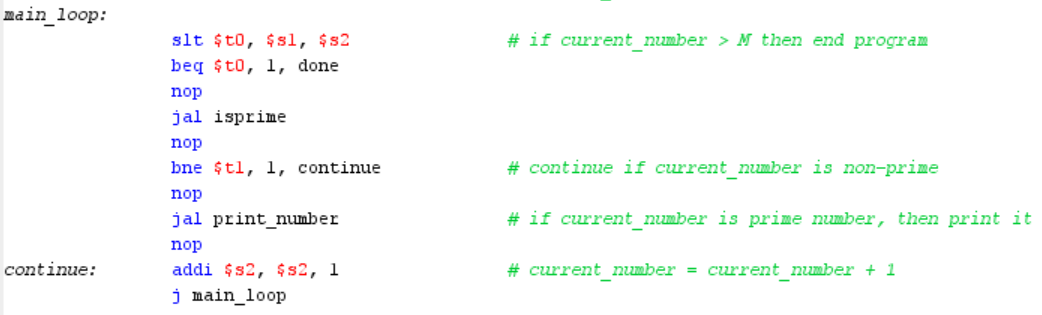 main_loop:
slt $t0, $s1, $s2 # if current_number > M then end program
beq $t0, 1, done
nop
jal isprime
nop
bne $t1, 1, continue # continue if current_number is non-prime
nop
jal print_number # if current_number is prime number, then print it
nop
continue: addi $s2, $s2, 1 # current_number = current_number + 1
j main_loop